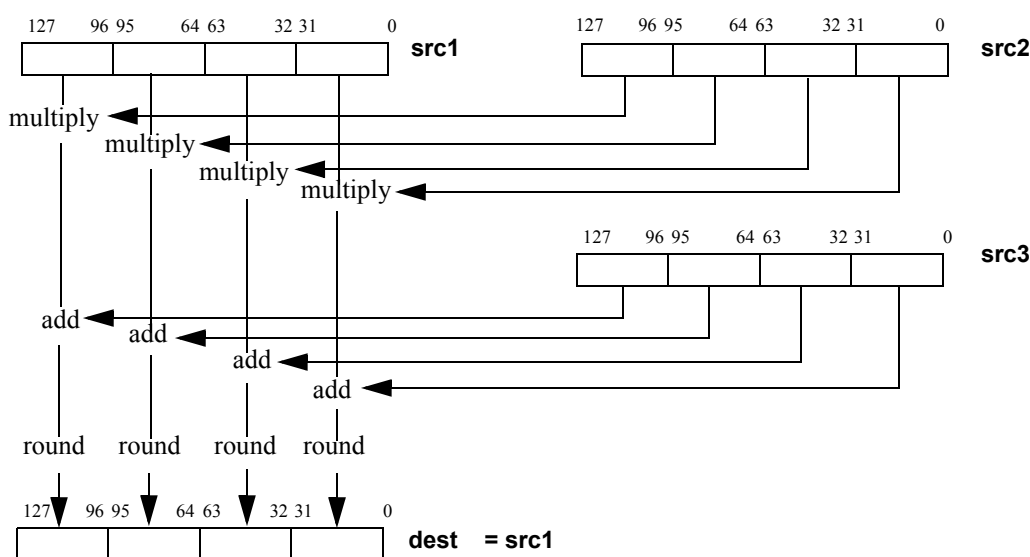 127 96 95 64 63 32 31 0
src1
127 96 95 64 63 32 31 0
src2
multiply
multiply
multiply
multiply
127 96 95 64 63 32 31 0
src3
add
add
add
add
round round round round
127 96 95 64 63 32 31 0
dest = src1